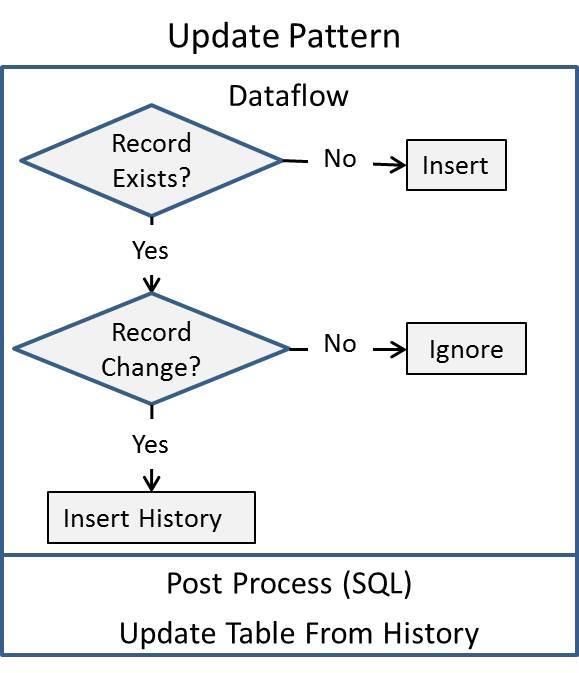 Update Pattern
Dataflow
Record
Exists?
No
Insert
Yes
Record
Change?
No
Ignore
Yes
Insert History
Post Process (SQL)
Update Table From History